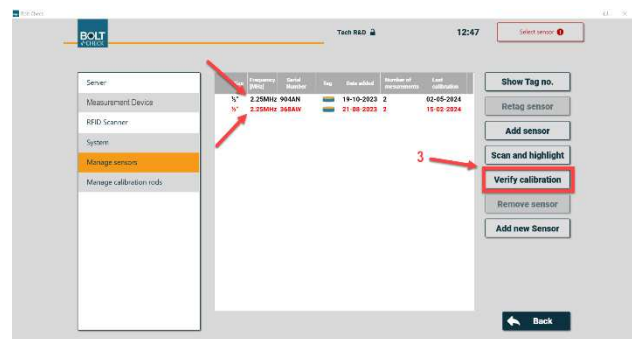 Bolt Check
BOLT
CHECK
Tech R&D
12:47
Select sensor
Server
Measurement Device
RFID Scanner
System
Manage sensors
Manage calibration rods
Size Frequency [MHz] Serial Number Tag Date added Number of measurements Last calibration
½" 2.25MHz 904AN 19-10-2023 2 02-05-2024
½" 2.25MHz 368AW 21-08-2023 2 15-02-2024
3
Show Tag no.
Retag sensor
Add sensor
Scan and highlight
Verify calibration
Remove sensor
Add new Sensor
Back